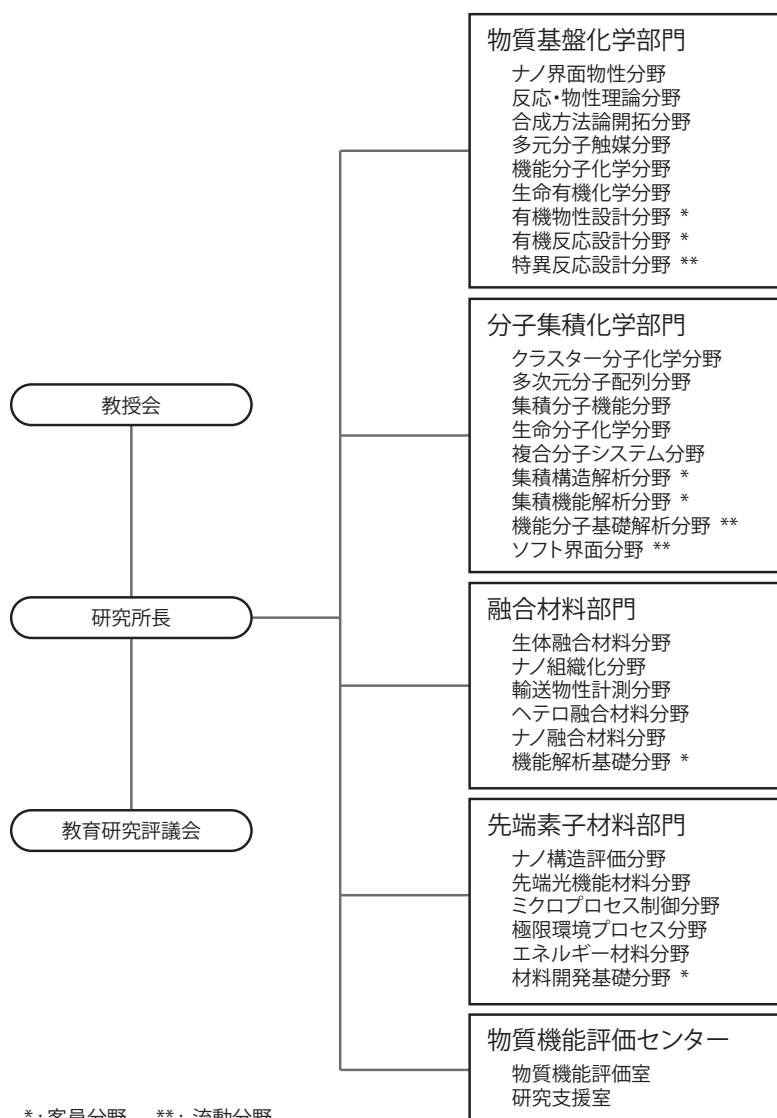 物質基盤化学部門
ナノ界面物性分野
反応・物性理論分野
合成方法論開拓分野
多元分子触媒分野
機能分子化学分野
生命有機化学分野
有機物性設計分野 *
有機反応設計分野 *
特異反応設計分野 **
分子集積化学部門
クラスター分子化学分野
多次元分子配列分野
集積分子機能分野
生命分子化学分野
複合分子システム分野
集積構造解析分野 *
集積機能解析分野 *
機能分子基礎解析分野 **
ソフト界面分野 **
教授会
研究所長
教育研究評議会
融合材料部門
生体融合材料分野
ナノ組織化分野
輸送物性計測分野
ヘテロ融合材料分野
ナノ融合材料分野
機能解析基礎分野 *
先端素子材料部門
ナノ構造評価分野
先端光機能材料分野
ミクロプロセス制御分野
極限環境プロセス分野
エネルギー材料分野
材料開発基礎分野 *
物質機能評価センター
物質機能評価室
研究支援室
* : 客員分野 ** : 流動分野